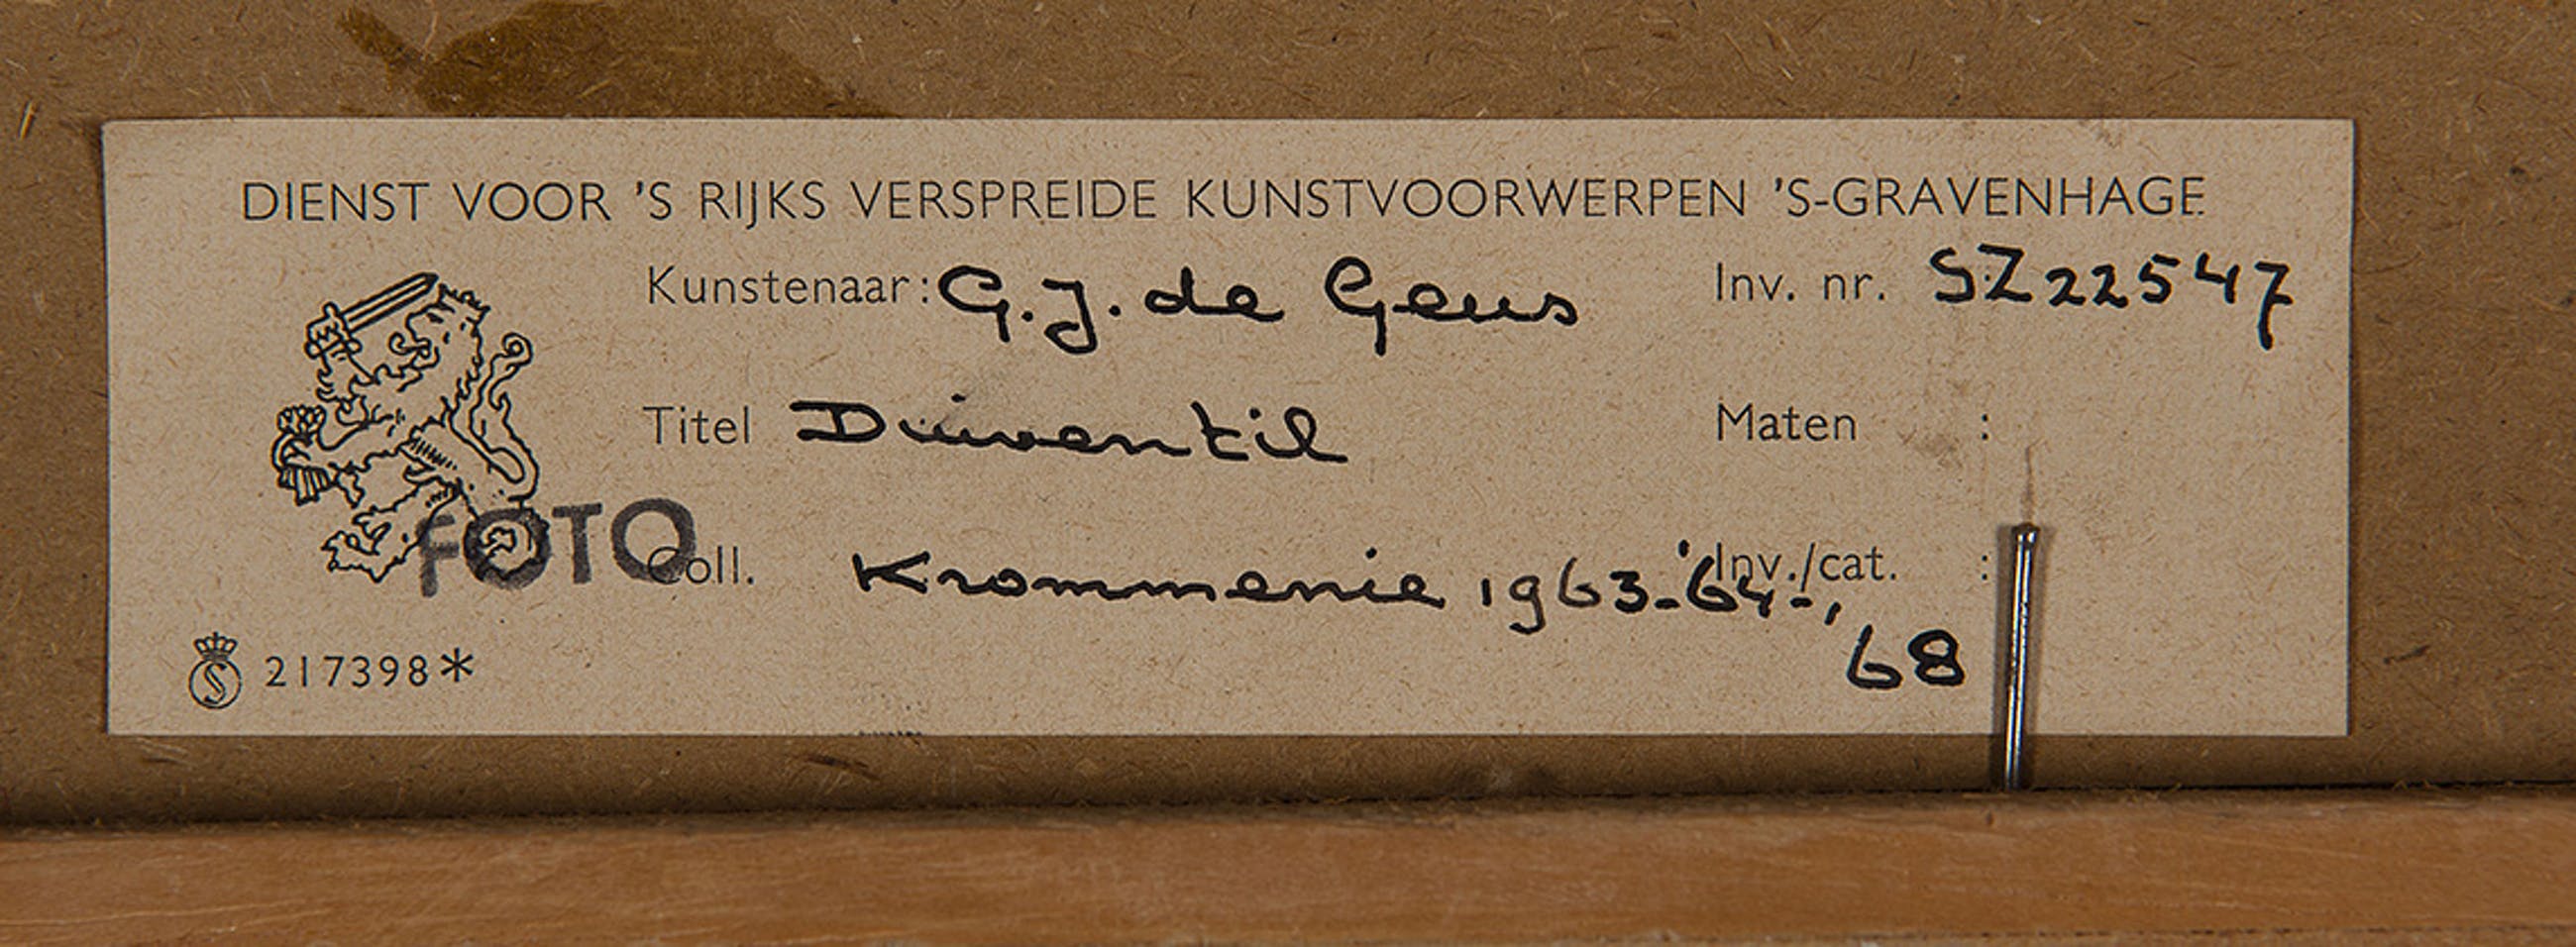 DIENST VOOR 'S RIJKS VERSPREIDE KUNSTVOORWERPEN 'S-GRAVENHAGE
Kunstenaar: G.J. de Geus Inv. nr. SZ22547
Titel Duiventil Maten :
FOTO
Coll. Krommenie 1963-'64-, Inv./cat. :
'68
S 217398*